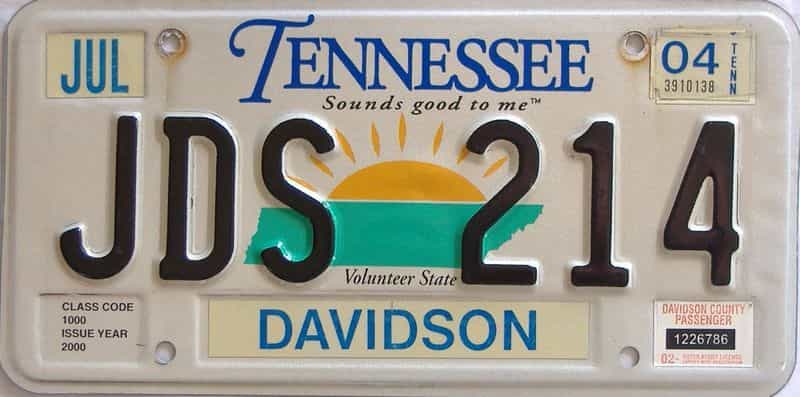 JUL
TENNESSEE
04
TENN
3910138
Sounds good to me™
JDS 214
Volunteer State
CLASS CODE
1000
ISSUE YEAR
2000
DAVIDSON
DAVIDSON COUNTY
PASSENGER
1226786
02-